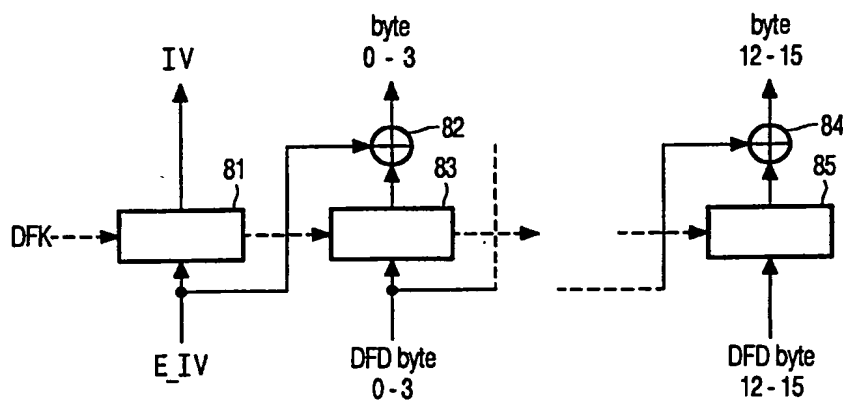 IV
byte
0 - 3
byte
12 - 15
82
84
81
83
85
DFK
E_IV
DFD byte
0 - 3
DFD byte
12 - 15